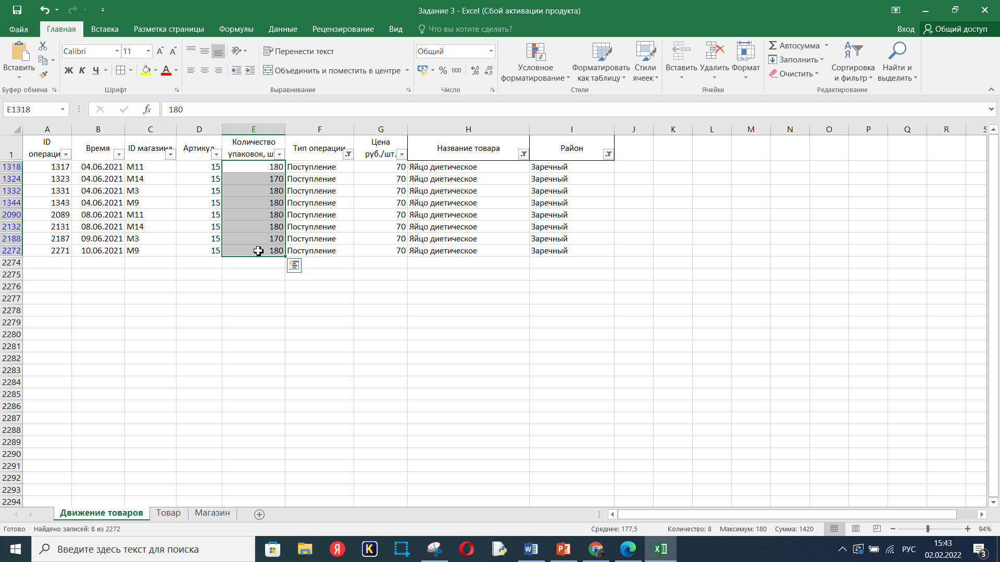 Задание 3 - Excel (Сбой активации продукта)
Файл Главная Вставка Разметка страницы Формулы Данные Рецензирование Вид Что вы хотите сделать? Вход Общий доступ
Вставить Calibri 11 Перенести текст Общий Условное форматирование Форматировать как таблицу Стили ячеек Вставить Удалить Формат Автосумма Заполнить Очистить Сортировка и фильтр Найти и выделить
Ж К Ч А Объединить и поместить в центре % 000
Буфер обмена Шрифт Выравнивание Число Стили Ячейки Редактирование
E1318 fx 180
A B C D E F G H I J K L M N O P Q R S
1 ID операци Время ID магазина Артикул Количество упаковок, ш Тип операции Цена руб./шт. Название товара Район
1318 1317 04.06.2021 M11 15 180 Поступление 70 Яйцо диетическое Заречный
1324 1323 04.06.2021 M14 15 170 Поступление 70 Яйцо диетическое Заречный
1332 1331 04.06.2021 M3 15 180 Поступление 70 Яйцо диетическое Заречный
1344 1343 04.06.2021 M9 15 180 Поступление 70 Яйцо диетическое Заречный
2090 2089 08.06.2021 M11 15 180 Поступление 70 Яйцо диетическое Заречный
2132 2131 08.06.2021 M14 15 180 Поступление 70 Яйцо диетическое Заречный
2188 2187 09.06.2021 M3 15 170 Поступление 70 Яйцо диетическое Заречный
2272 2271 10.06.2021 M9 15 180 Поступление 70 Яйцо диетическое Заречный
2274
2275
2276
2277
2278
2279
2280
2281
2282
2283
2284
2285
2286
2287
2288
2289
2290
2291
2292
2293
2294
Движение товаров Товар Магазин
Готово Найдено записей: 8 из 2272 Среднее: 177,5 Количество: 8 Максимум: 180 Сумма: 1420 94%
Введите здесь текст для поиска РУС 15:43
02.02.2022 3